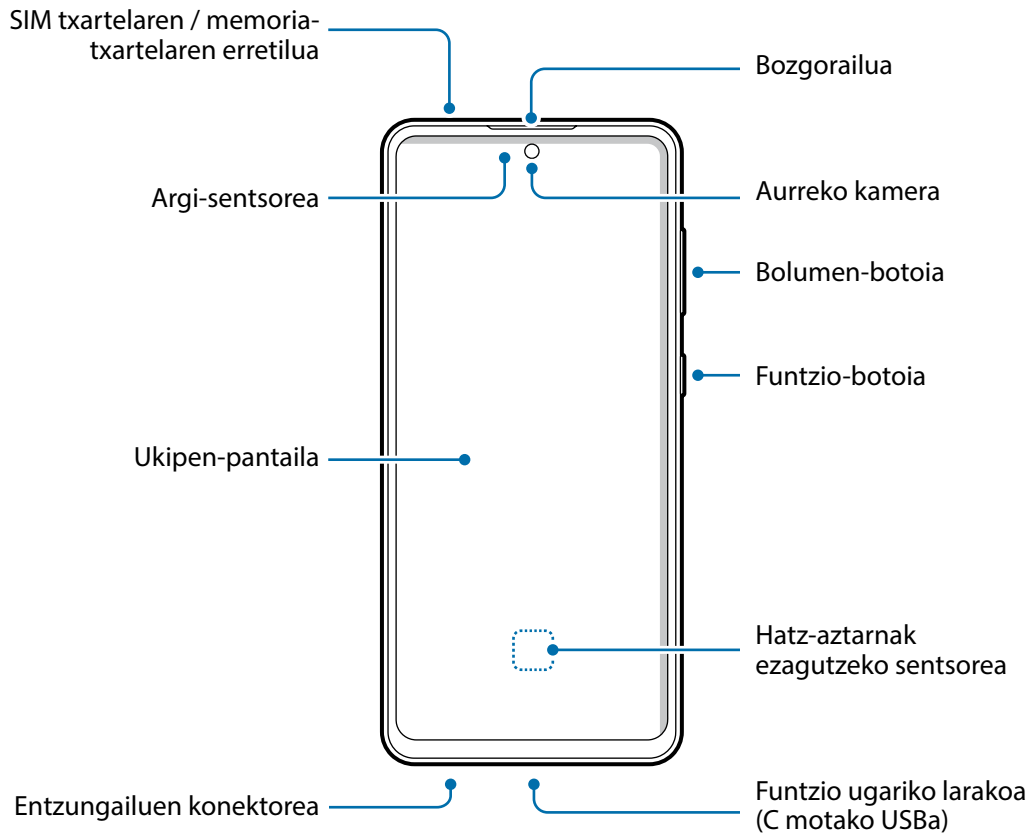 SIM txartelaren / memoria-
txartelaren erretilua
Bozgorailua
Argi-sentsorea
Aurreko kamera
Bolumen-botoia
Funtzio-botoia
Ukipen-pantaila
Hatz-aztarnak
ezagutzeko sentsorea
Entzungailuen konektorea
Funtzio ugariko larakoa
(C motako USBa)